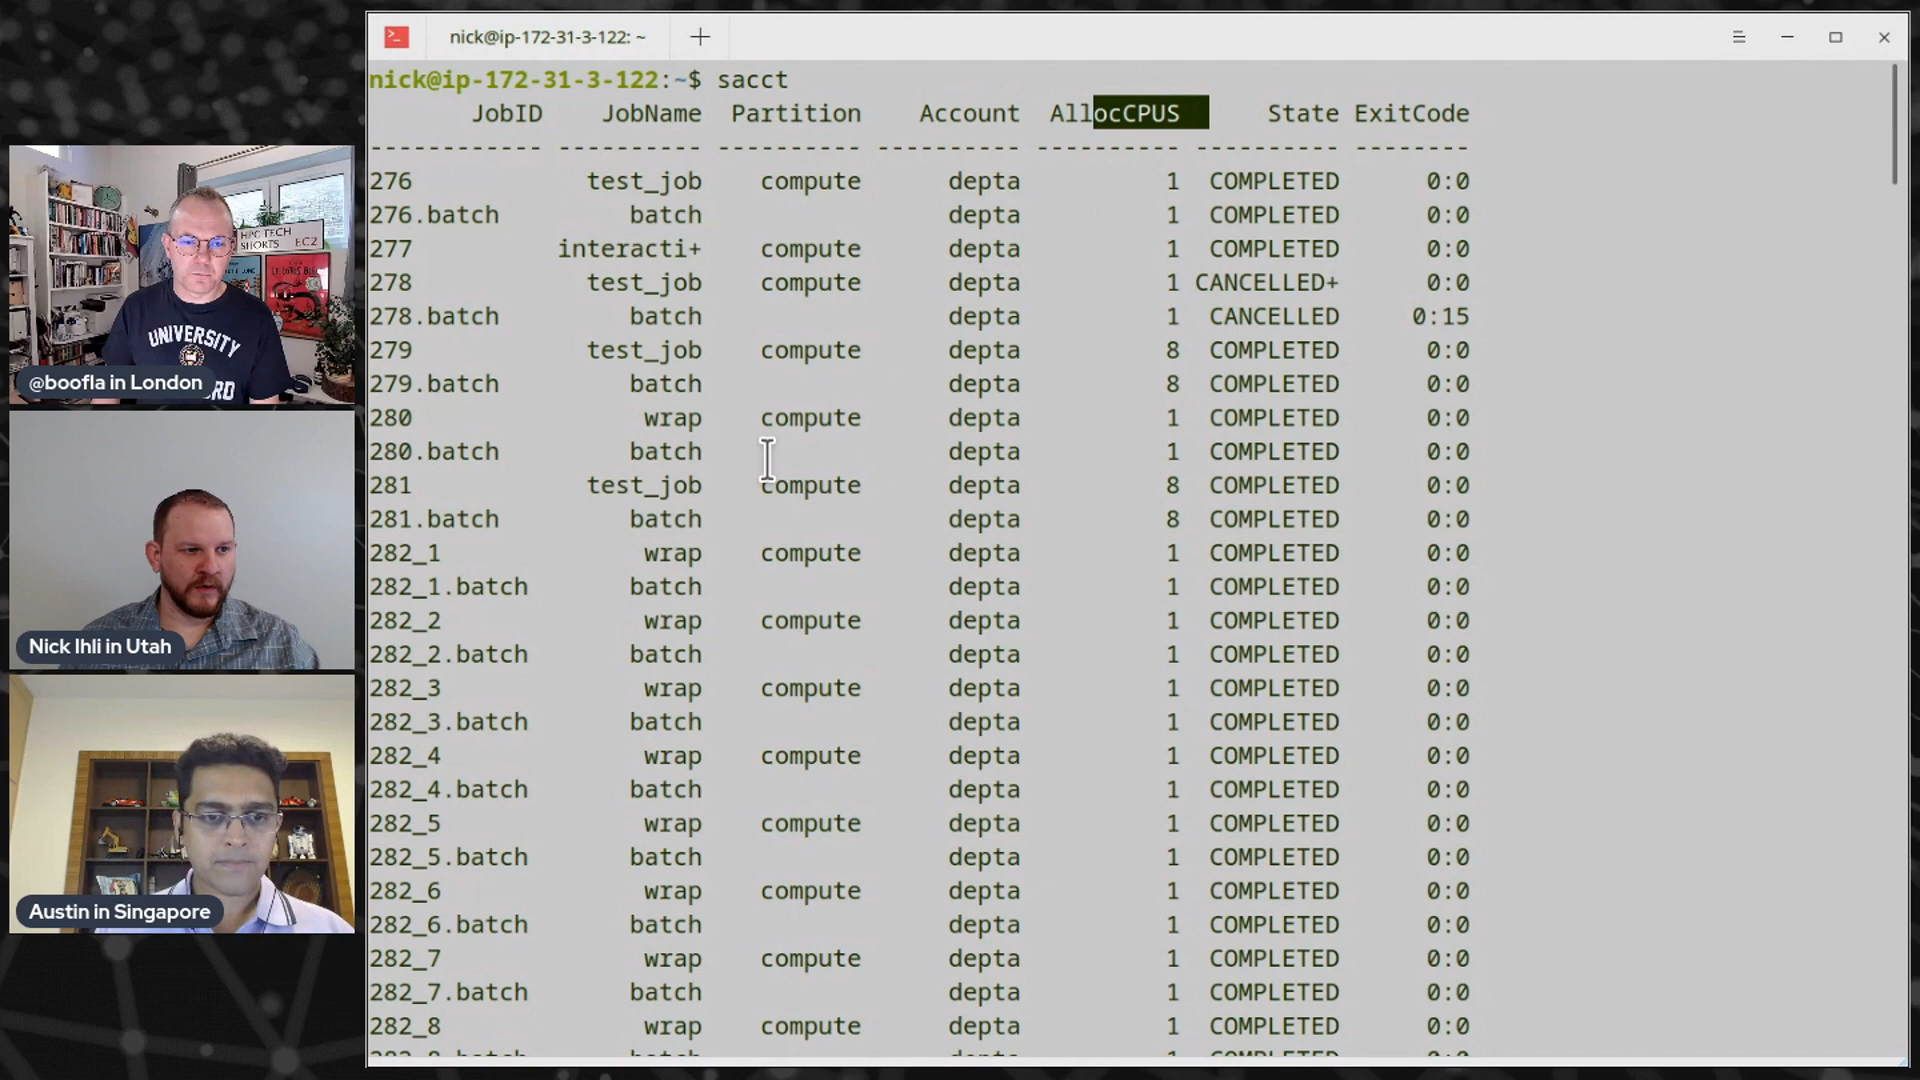 nick@ip-172-31-3-122: ~
nick@ip-172-31-3-122:~$ sacct
JobID JobName Partition Account AllocCPUS State ExitCode
------------ ---------- ---------- ---------- ---------- ---------- --------
276 test_job compute depta 1 COMPLETED 0:0
276.batch batch depta 1 COMPLETED 0:0
277 interacti+ compute depta 1 COMPLETED 0:0
278 test_job compute depta 1 CANCELLED+ 0:0
278.batch batch depta 1 CANCELLED 0:15
279 test_job compute depta 8 COMPLETED 0:0
279.batch batch depta 8 COMPLETED 0:0
280 wrap compute depta 1 COMPLETED 0:0
280.batch batch depta 1 COMPLETED 0:0
281 test_job compute depta 8 COMPLETED 0:0
281.batch batch depta 8 COMPLETED 0:0
282_1 wrap compute depta 1 COMPLETED 0:0
282_1.batch batch depta 1 COMPLETED 0:0
282_2 wrap compute depta 1 COMPLETED 0:0
282_2.batch batch depta 1 COMPLETED 0:0
282_3 wrap compute depta 1 COMPLETED 0:0
282_3.batch batch depta 1 COMPLETED 0:0
282_4 wrap compute depta 1 COMPLETED 0:0
282_4.batch batch depta 1 COMPLETED 0:0
282_5 wrap compute depta 1 COMPLETED 0:0
282_5.batch batch depta 1 COMPLETED 0:0
282_6 wrap compute depta 1 COMPLETED 0:0
282_6.batch batch depta 1 COMPLETED 0:0
282_7 wrap compute depta 1 COMPLETED 0:0
282_7.batch batch depta 1 COMPLETED 0:0
282_8 wrap compute depta 1 COMPLETED 0:0
HPC TECH
SHORTS EC2
UNIVERSITY
@boofla in London
Nick Ihli in Utah
Austin in Singapore